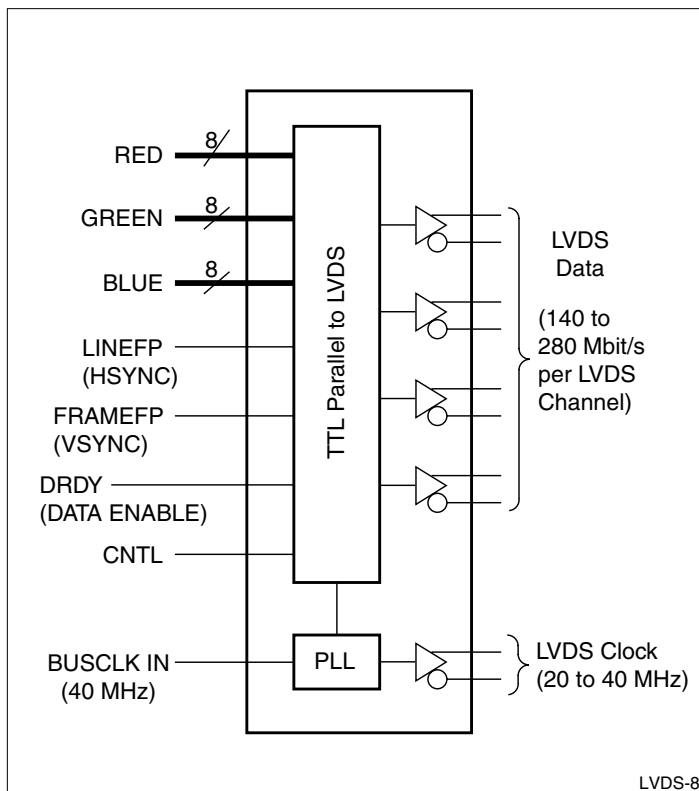 RED
8
GREEN
8
BLUE
8
LINEFP
(HSYNC)
FRAMEFP
(VSYNC)
DRDY
(DATA ENABLE)
CNTL
BUSCLK IN
(40 MHz)
TTL Parallel to LVDS
PLL
LVDS
Data
(140 to
280 Mbit/s
per LVDS
Channel)
LVDS Clock
(20 to 40 MHz)
LVDS-8